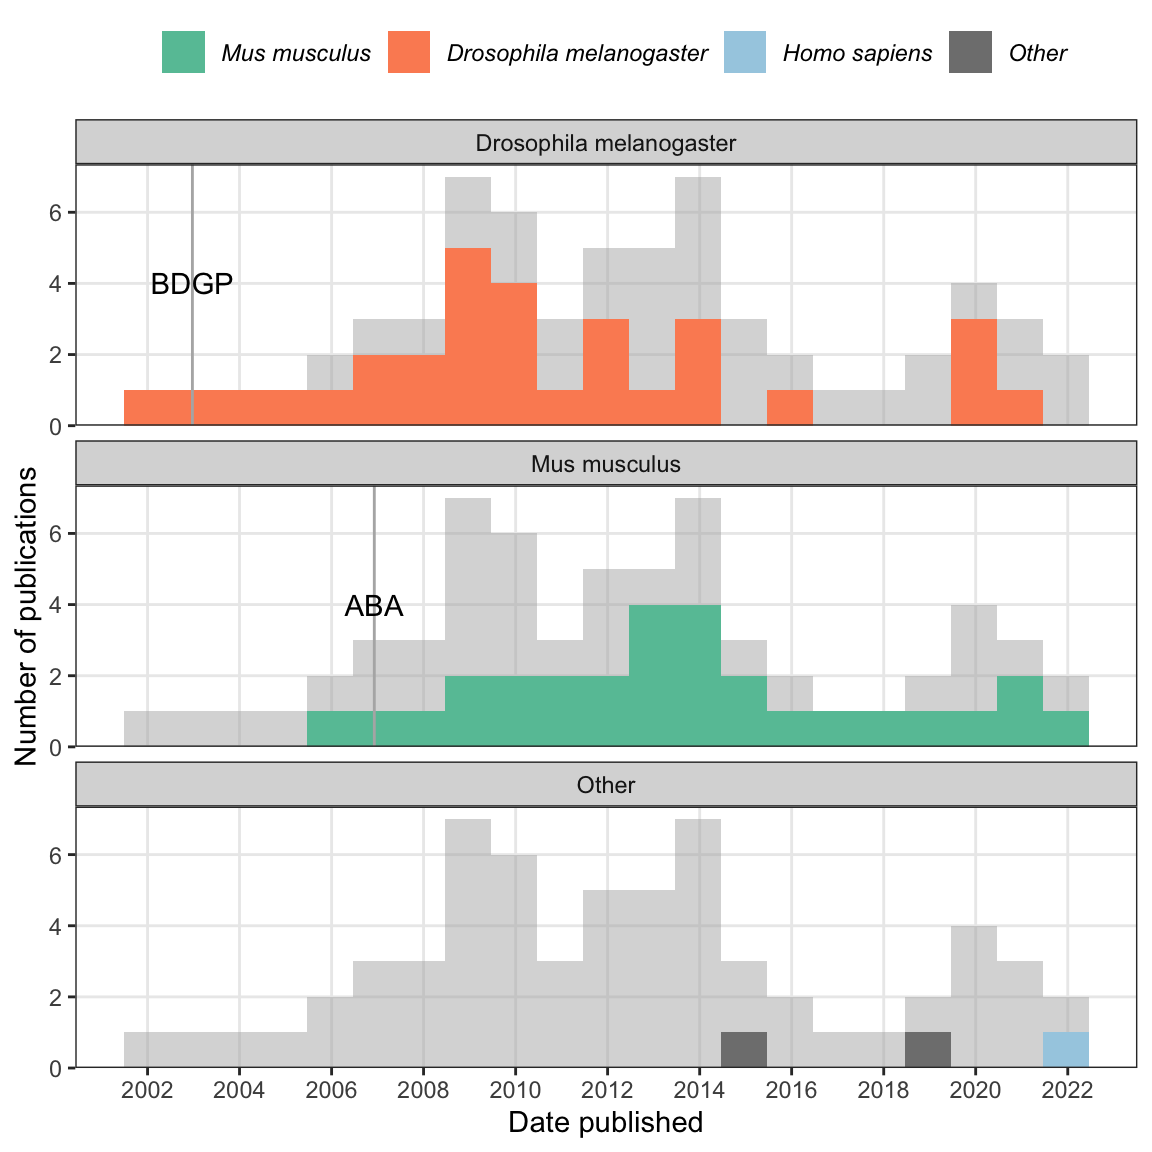 Mus musculus Drosophila melanogaster Homo sapiens Other
Drosophila melanogaster
6
4
2
0
BDGP
Mus musculus
6
4
2
0
ABA
Other
6
4
2
0
2002 2004 2006 2008 2010 2012 2014 2016 2018 2020 2022
Date published
Number of publications